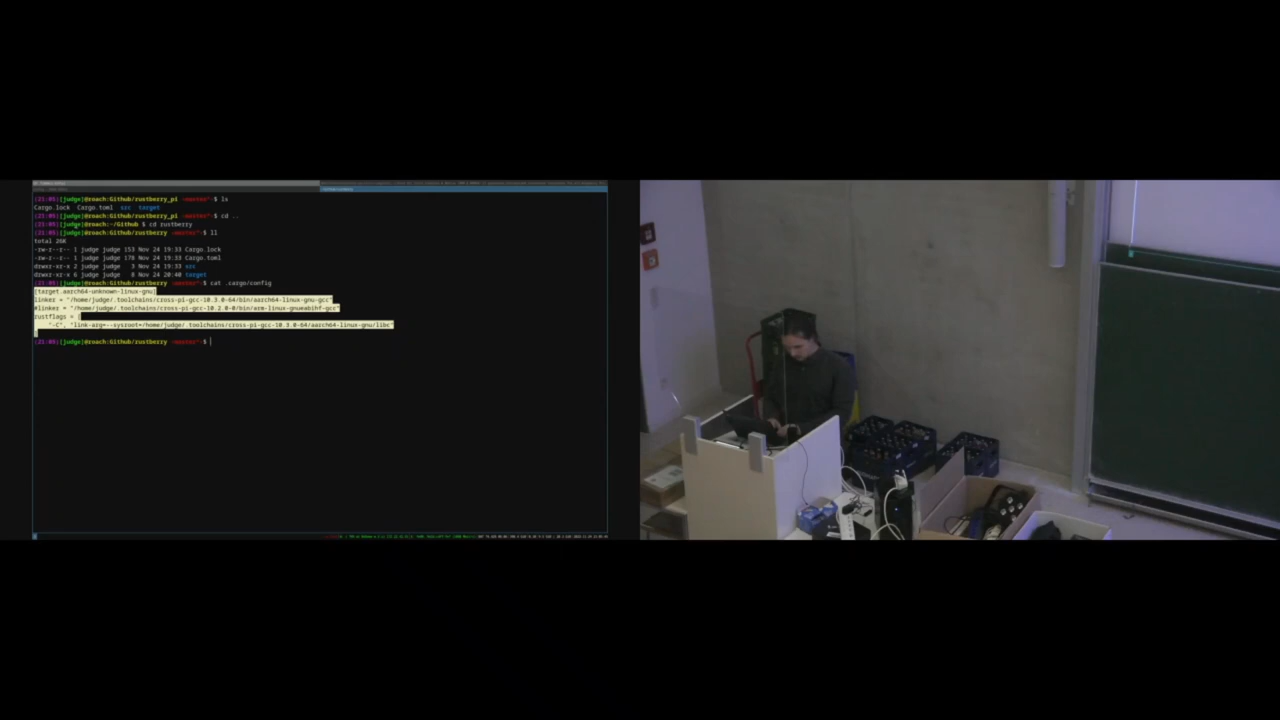 (21:05)[judge]@roach:Github/rustberry_pi -master*- $ ls
Cargo.lock Cargo.toml src target
(21:05)[judge]@roach:Github/rustberry_pi -master*- $ cd ..
(21:05)[judge]@roach:~/Github $ cd rustberry
(21:05)[judge]@roach:Github/rustberry -master*- $ ll
total 26K
-rw-r--r-- 1 judge judge 153 Nov 24 19:33 Cargo.lock
-rw-r--r-- 1 judge judge 178 Nov 24 19:33 Cargo.toml
drwxr-xr-x 2 judge judge 3 Nov 24 19:33 src
drwxr-xr-x 6 judge judge 8 Nov 24 20:40 target
(21:05)[judge]@roach:Github/rustberry -master*- $ cat .cargo/config
[target.aarch64-unknown-linux-gnu]
linker = "/home/judge/.toolchains/cross-pi-gcc-10.3.0-64/bin/aarch64-linux-gnu-gcc"
#linker = "/home/judge/.toolchains/cross-pi-gcc-10.2.0-0/bin/arm-linux-gnueabihf-gcc"
rustflags = [
"-C", "link-arg=--sysroot=/home/judge/.toolchains/cross-pi-gcc-10.3.0-64/aarch64-linux-gnu/libc"
]
(21:05)[judge]@roach:Github/rustberry -master*- $